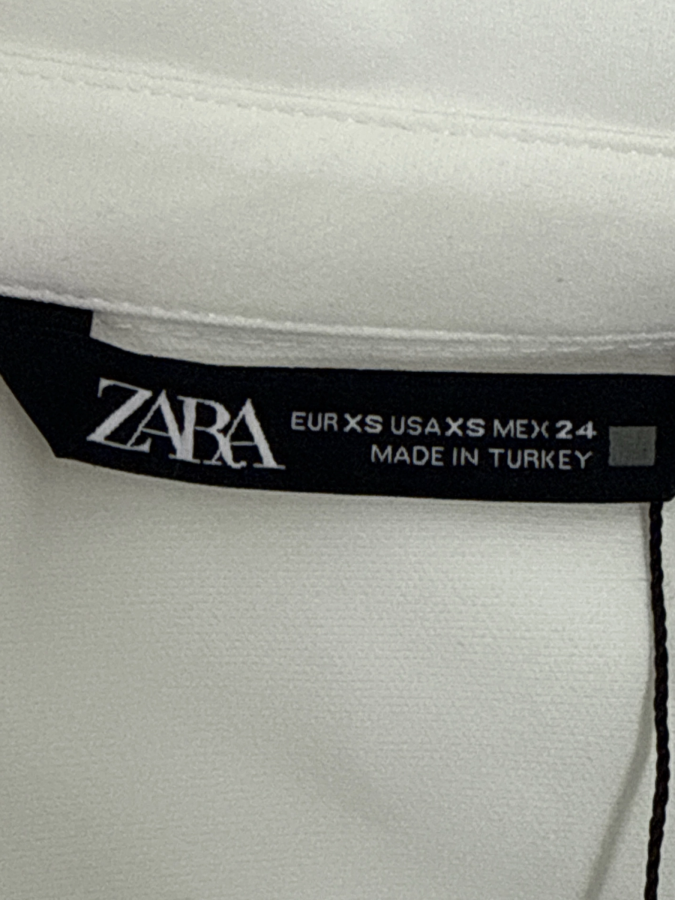 ZARA
EUR XS USA XS MEX 24
MADE IN TURKEY